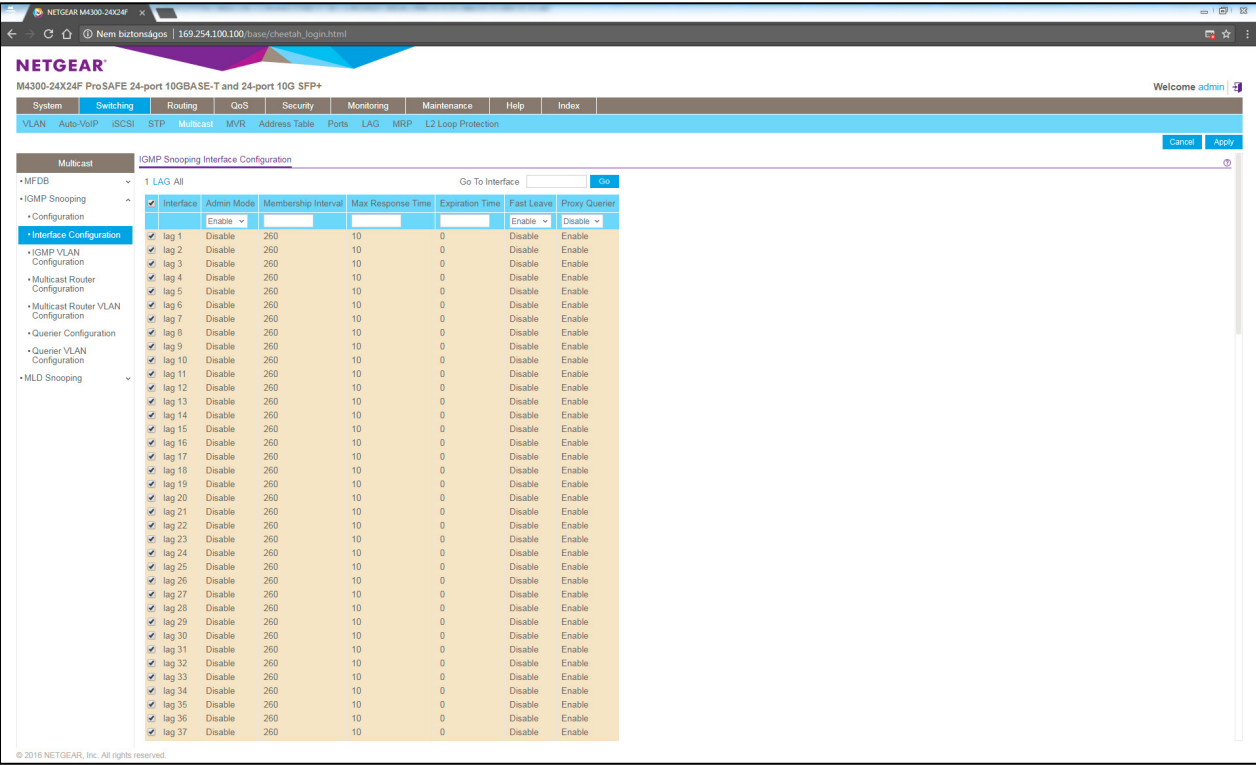 NETGEAR M4300-24X24F
Nem biztonságos | 169.254.100.100/base/cheetah_login.html
NETGEAR®
M4300-24X24F ProSAFE 24-port 10GBASE-T and 24-port 10G SFP+
Welcome admin
System Switching Routing QoS Security Monitoring Maintenance Help Index
VLAN Auto-VoIP iSCSI STP Multicast MVR Address Table Ports LAG MRP L2 Loop Protection
Cancel Apply
Multicast
• MFDB
• IGMP Snooping
• Configuration
• Interface Configuration
• IGMP VLAN
Configuration
• Multicast Router
Configuration
• Multicast Router VLAN
Configuration
• Querier Configuration
• Querier VLAN
Configuration
• MLD Snooping
IGMP Snooping Interface Configuration
1 LAG All Go To Interface Go
Interface Admin Mode Membership Interval Max Response Time Expiration Time Fast Leave Proxy Querier
Enable Enable Disable
lag 1 Disable 260 10 0 Disable Enable
lag 2 Disable 260 10 0 Disable Enable
lag 3 Disable 260 10 0 Disable Enable
lag 4 Disable 260 10 0 Disable Enable
lag 5 Disable 260 10 0 Disable Enable
lag 6 Disable 260 10 0 Disable Enable
lag 7 Disable 260 10 0 Disable Enable
lag 8 Disable 260 10 0 Disable Enable
lag 9 Disable 260 10 0 Disable Enable
lag 10 Disable 260 10 0 Disable Enable
lag 11 Disable 260 10 0 Disable Enable
lag 12 Disable 260 10 0 Disable Enable
lag 13 Disable 260 10 0 Disable Enable
lag 14 Disable 260 10 0 Disable Enable
lag 15 Disable 260 10 0 Disable Enable
lag 16 Disable 260 10 0 Disable Enable
lag 17 Disable 260 10 0 Disable Enable
lag 18 Disable 260 10 0 Disable Enable
lag 19 Disable 260 10 0 Disable Enable
lag 20 Disable 260 10 0 Disable Enable
lag 21 Disable 260 10 0 Disable Enable
lag 22 Disable 260 10 0 Disable Enable
lag 23 Disable 260 10 0 Disable Enable
lag 24 Disable 260 10 0 Disable Enable
lag 25 Disable 260 10 0 Disable Enable
lag 26 Disable 260 10 0 Disable Enable
lag 27 Disable 260 10 0 Disable Enable
lag 28 Disable 260 10 0 Disable Enable
lag 29 Disable 260 10 0 Disable Enable
lag 30 Disable 260 10 0 Disable Enable
lag 31 Disable 260 10 0 Disable Enable
lag 32 Disable 260 10 0 Disable Enable
lag 33 Disable 260 10 0 Disable Enable
lag 34 Disable 260 10 0 Disable Enable
lag 35 Disable 260 10 0 Disable Enable
lag 36 Disable 260 10 0 Disable Enable
lag 37 Disable 260 10 0 Disable Enable
© 2016 NETGEAR, Inc. All rights reserved.